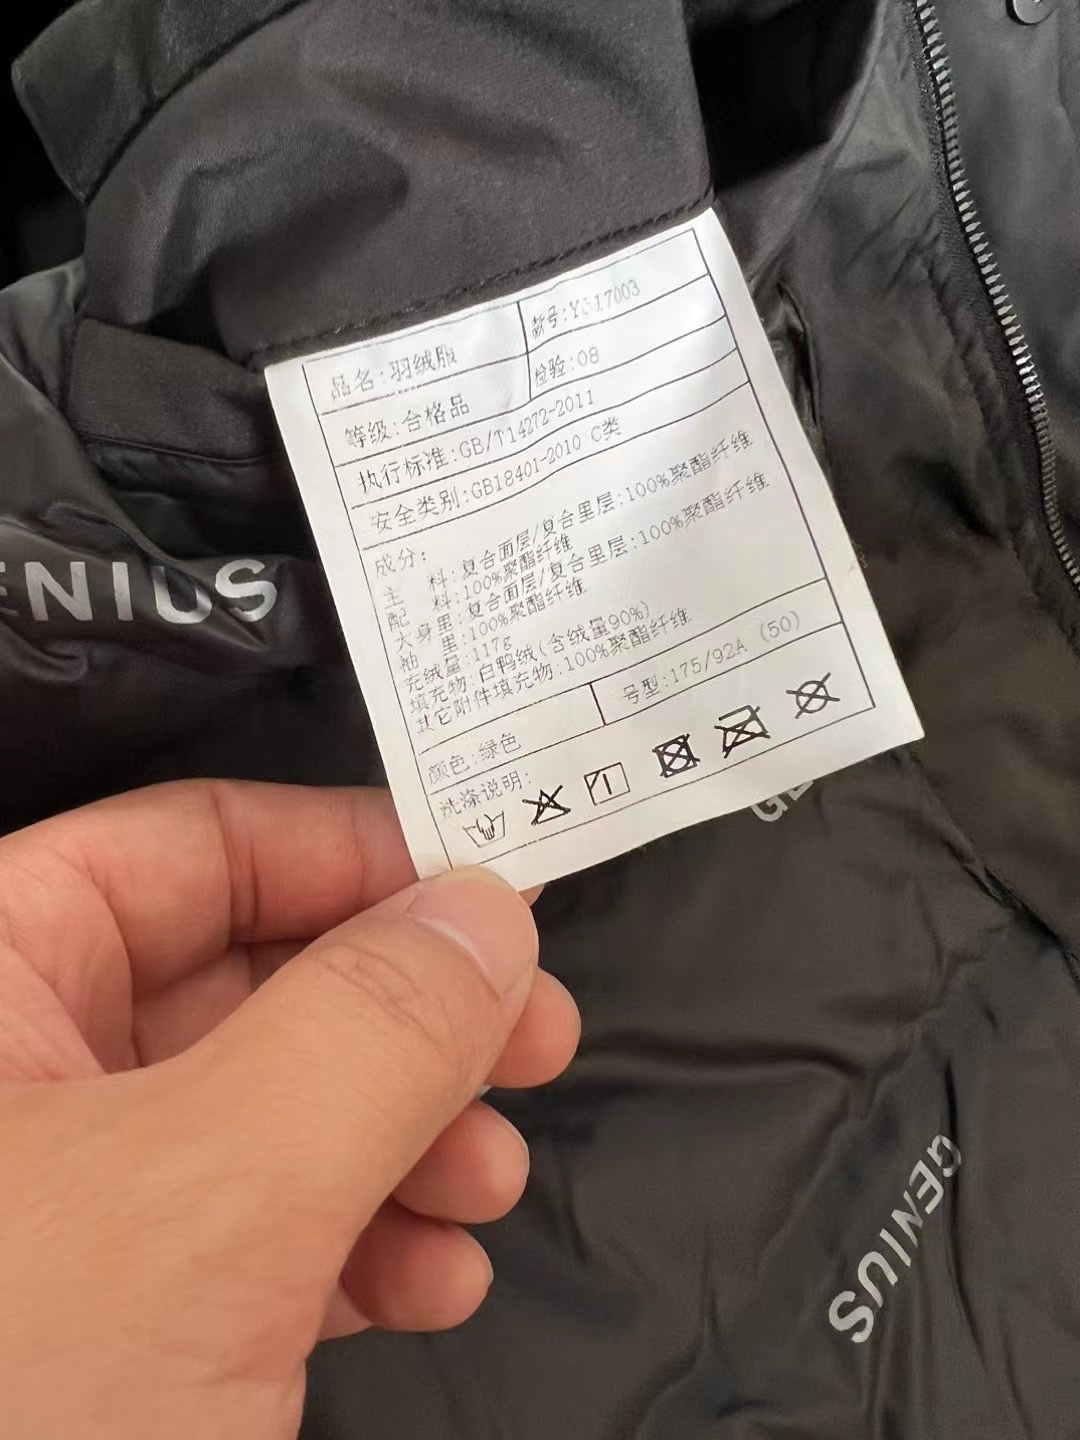 品名:羽绒服
款号:YG17003
等级:合格品
检验:08
执行标准:GB/T14272-2011
安全类别:GB18401-2010 C类
成分:
主 料:复合面层/复合里层:100%聚酯纤维
配 料:100%聚酯纤维
大身里:复合面层/复合里层:100%聚酯纤维
袖 里:100%聚酯纤维
充绒量:117g
填充物:白鸭绒(含绒量90%)
其它附件填充物:100%聚酯纤维
颜色:绿色
号型:175/92A (50)
洗涤说明:
ENIUS
GE
GENIUS